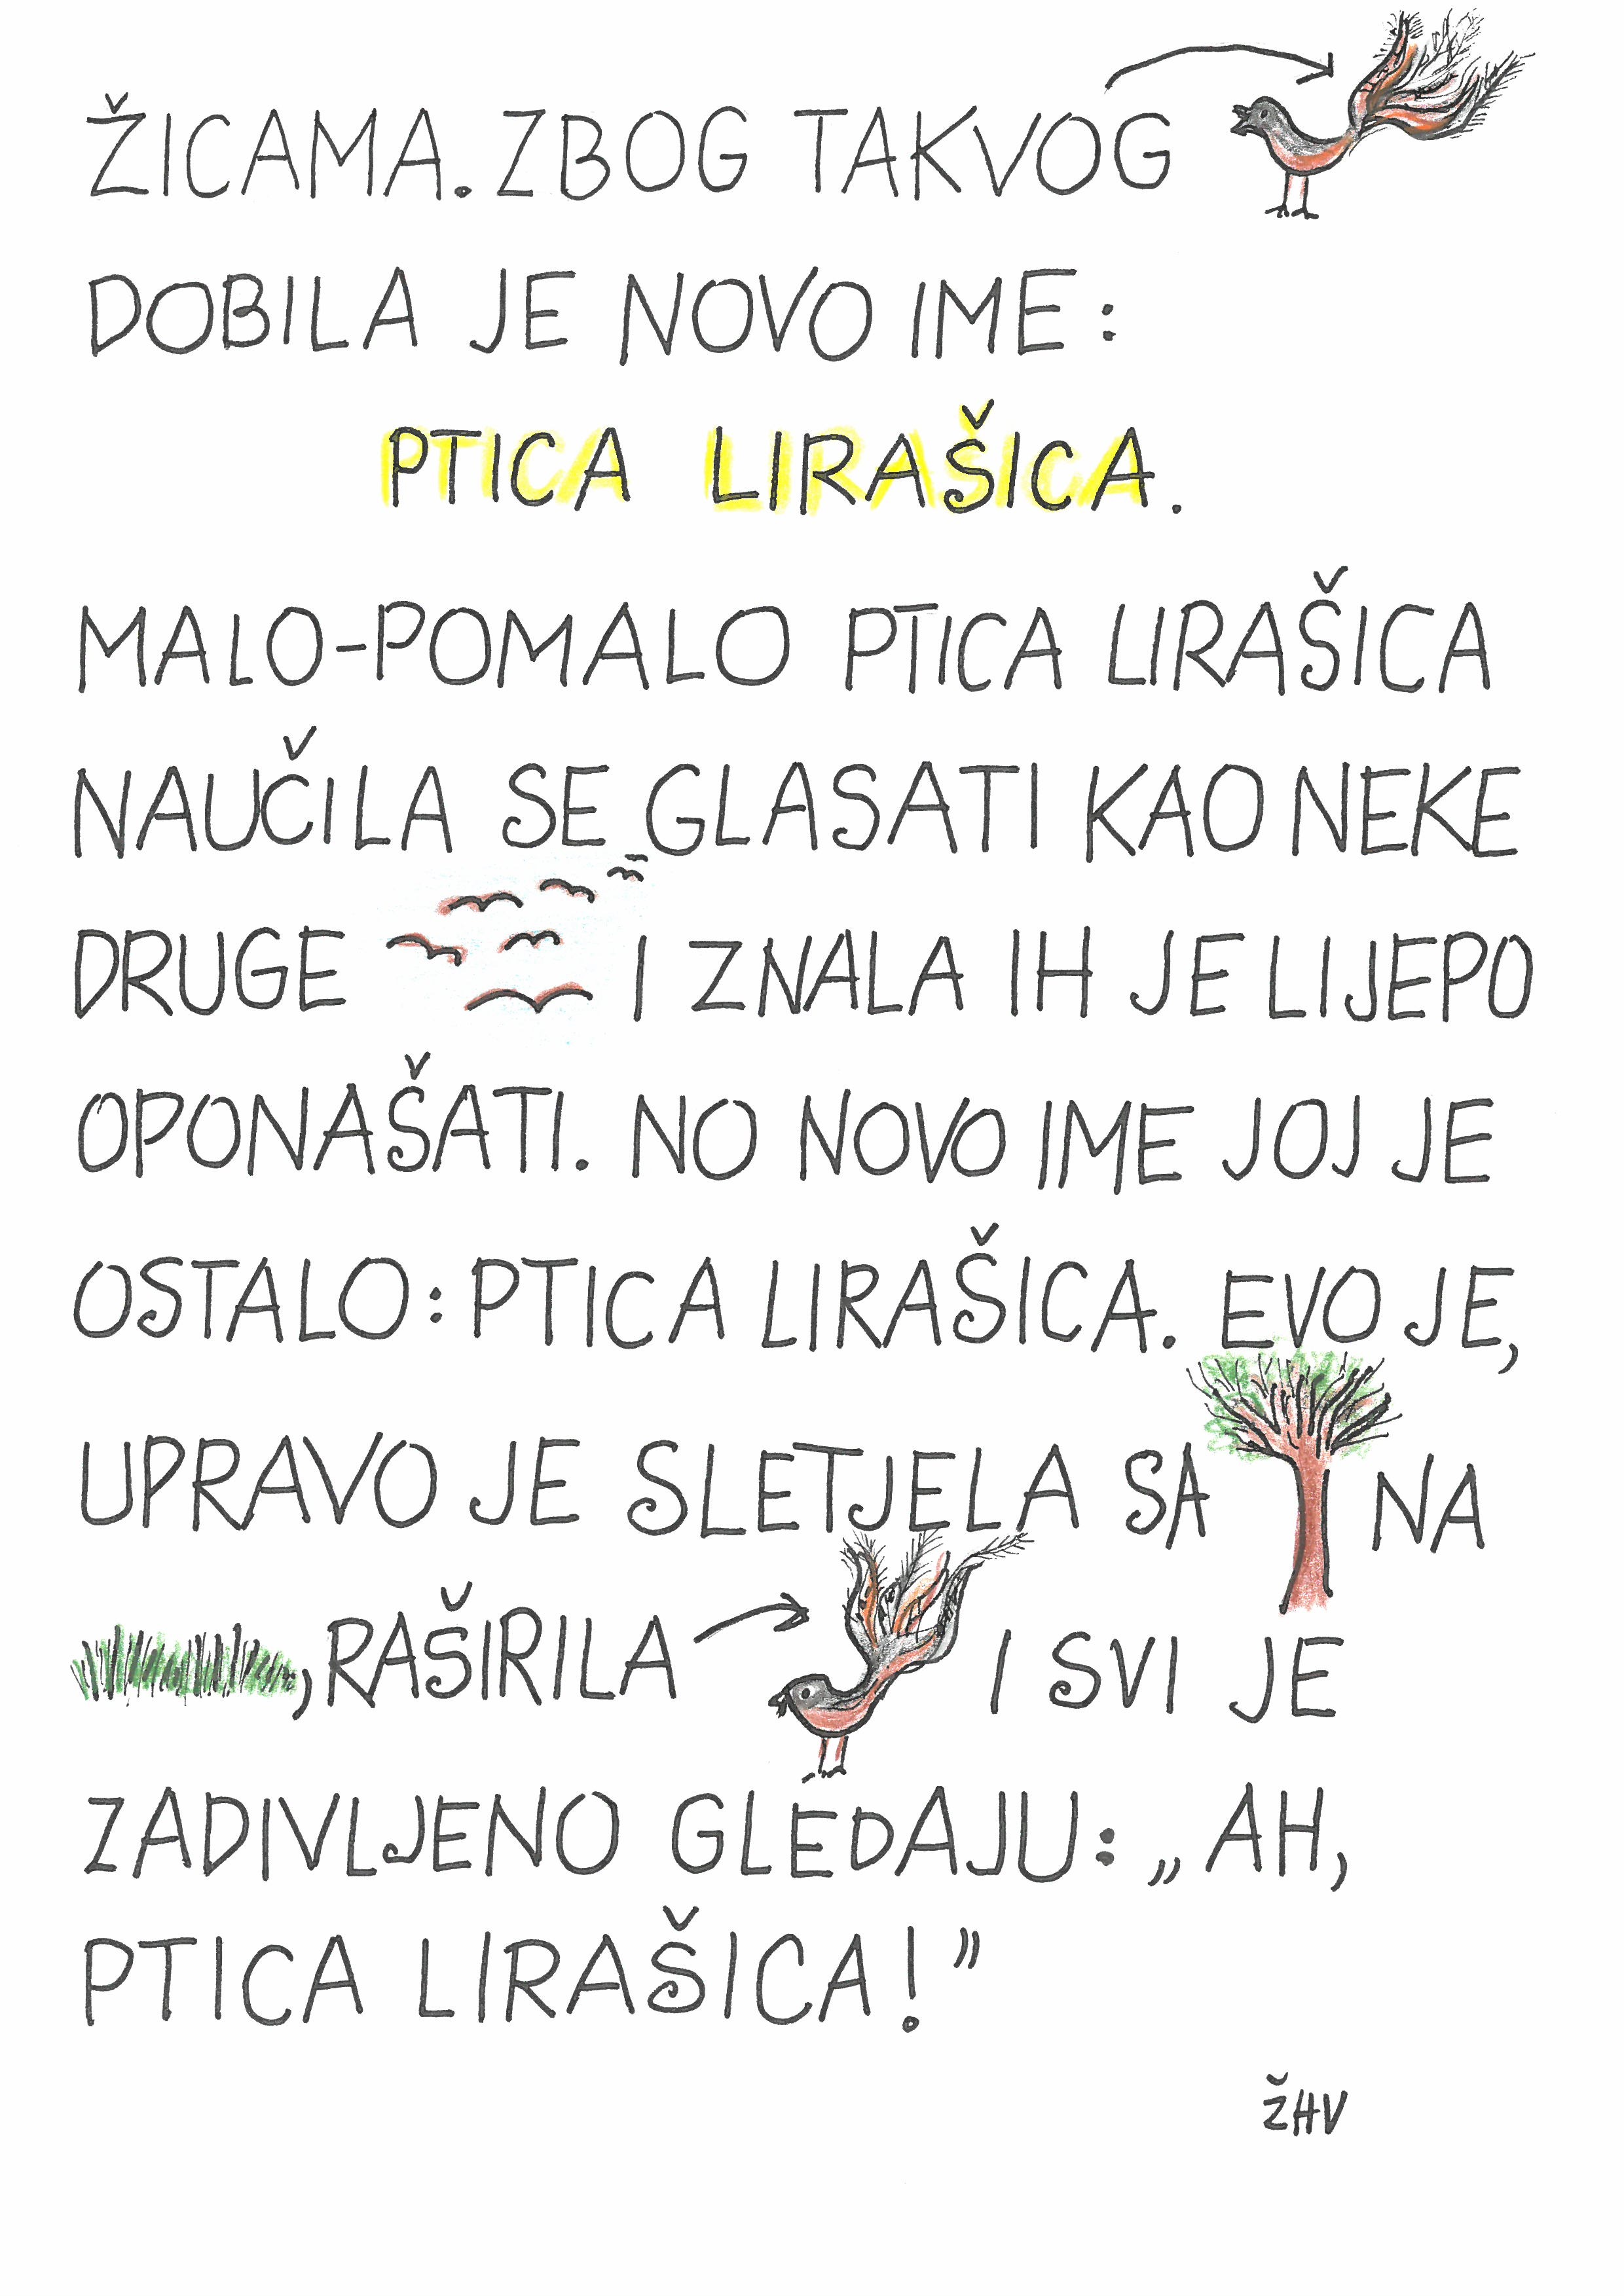 ŽICAMA. ZBOG TAKVOG
DOBILA JE NOVO IME:
PTICA LIRAŠICA.
MALO-POMALO PTICA LIRAŠICA
NAUČILA SE GLASATI KAO NEKE
DRUGE I ZNALA IH JE LIJEPO
OPONAŠATI. NO NOVO IME JOJ JE
OSTALO: PTICA LIRAŠICA. EVO JE,
UPRAVO JE SLETJELA SA NA
, RAŠIRILA I SVI JE
ZADIVLJENO GLEDAJU: „AH,
PTICA LIRAŠICA!”
ŽHV